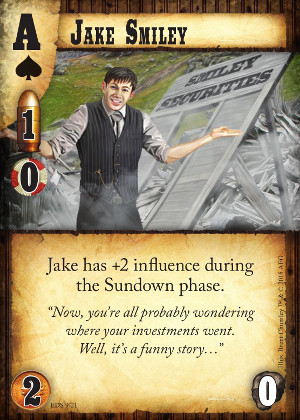 A
JAKE SMILEY
SMILEY
SECURITIES
1
0
Jake has +2 influence during
the Sundown phase.
"Now, you're all probably wondering
where your investments went.
Well, it's a funny story…"
2
0